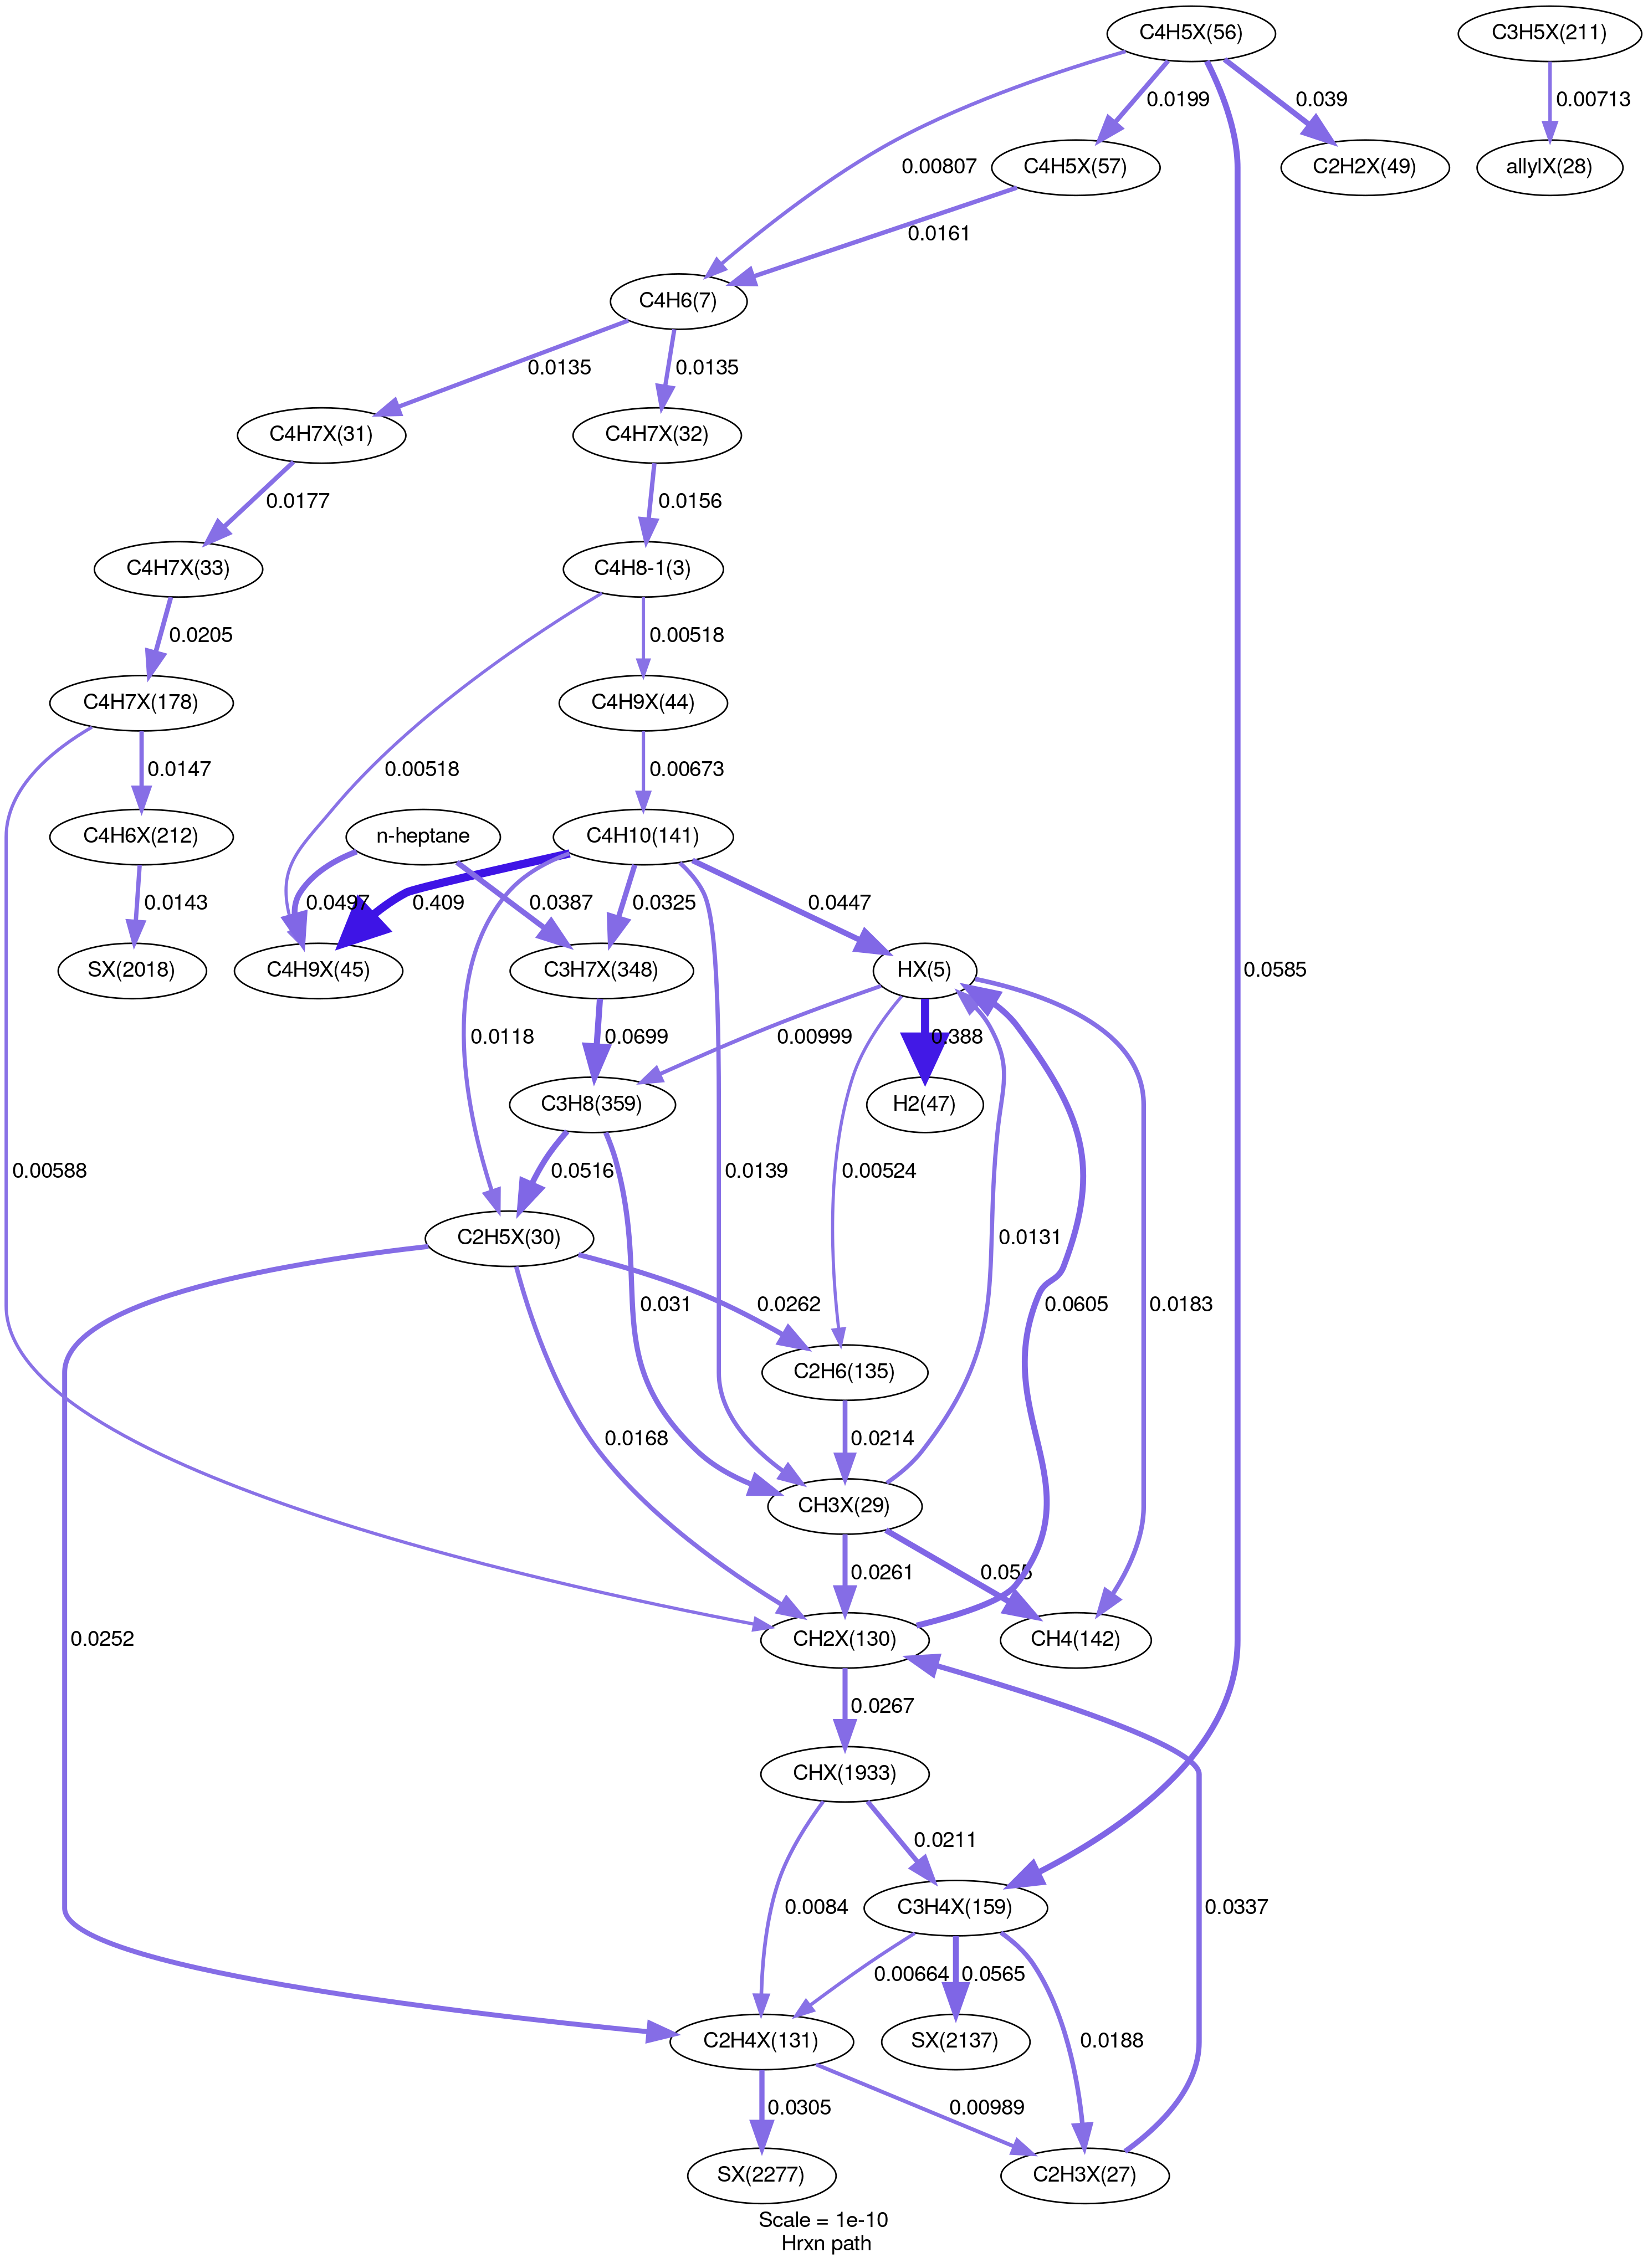 C4H5X(56)
C3H5X(211)
0.0199
0.039
0.00713
0.00807
C4H5X(57)
C2H2X(49)
allylX(28)
0.0161
C4H6(7)
0.0135
0.0135
C4H7X(31)
C4H7X(32)
0.0177
0.0156
C4H7X(33)
C4H8-1(3)
0.0205
0.00518
C4H7X(178)
C4H9X(44)
0.0147
0.00518
0.00673
C4H6X(212)
n-heptane
C4H10(141)
0.0143
0.0497
0.409
0.0387
0.0325
0.0447
SX(2018)
C4H9X(45)
C3H7X(348)
HX(5)
0.0585
0.0118
0.0699
0.00999
0.388
C3H8(359)
H2(47)
0.00588
0.0516
0.0139
0.00524
C2H5X(30)
0.0131
0.031
0.0262
0.0605
0.0183
C2H6(135)
0.0168
0.0214
CH3X(29)
0.0261
0.055
0.0252
CH2X(130)
CH4(142)
0.0267
CHX(1933)
0.0211
0.0084
C3H4X(159)
0.0337
0.00664
0.0565
C2H4X(131)
SX(2137)
0.0188
0.0305
0.00989
SX(2277)
C2H3X(27)
Scale = 1e-10
Hrxn path